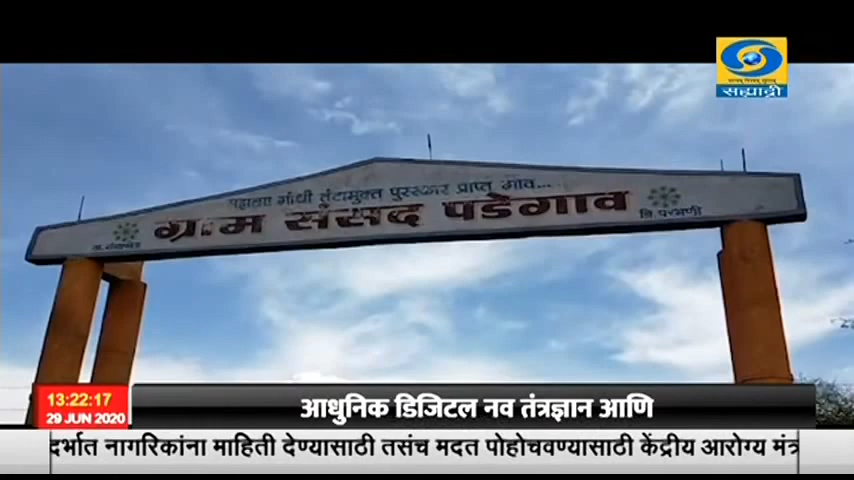 सह्याद्री
महात्मा गांधी तंटामुक्त पुरस्कार प्राप्त गाव...
ग्राम संसद पडेगाव
जि. परभणी
13:22:17
29 JUN 2020
आधुनिक डिजिटल नव तंत्रज्ञान आणि
दर्भात नागरिकांना माहिती देण्यासाठी तसंच मदत पोहोचवण्यासाठी केंद्रीय आरोग्य मंत्र